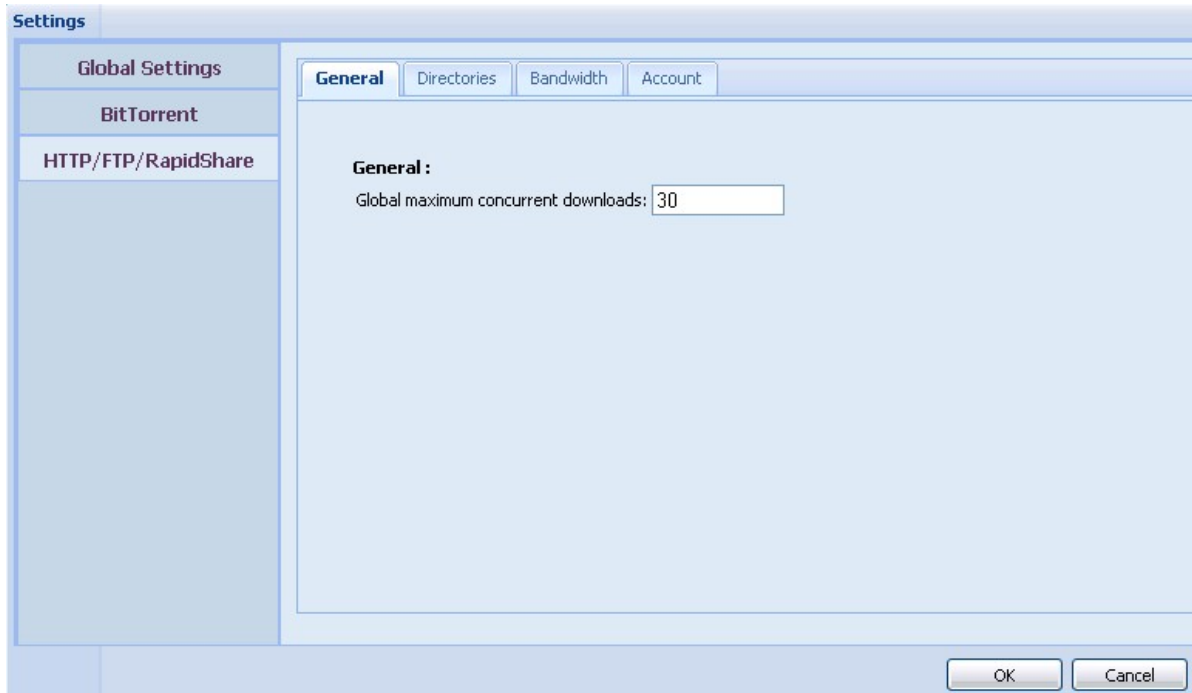 Settings
Global Settings
BitTorrent
HTTP/FTP/RapidShare
General Directories Bandwidth Account
General :
Global maximum concurrent downloads: 30
OK Cancel